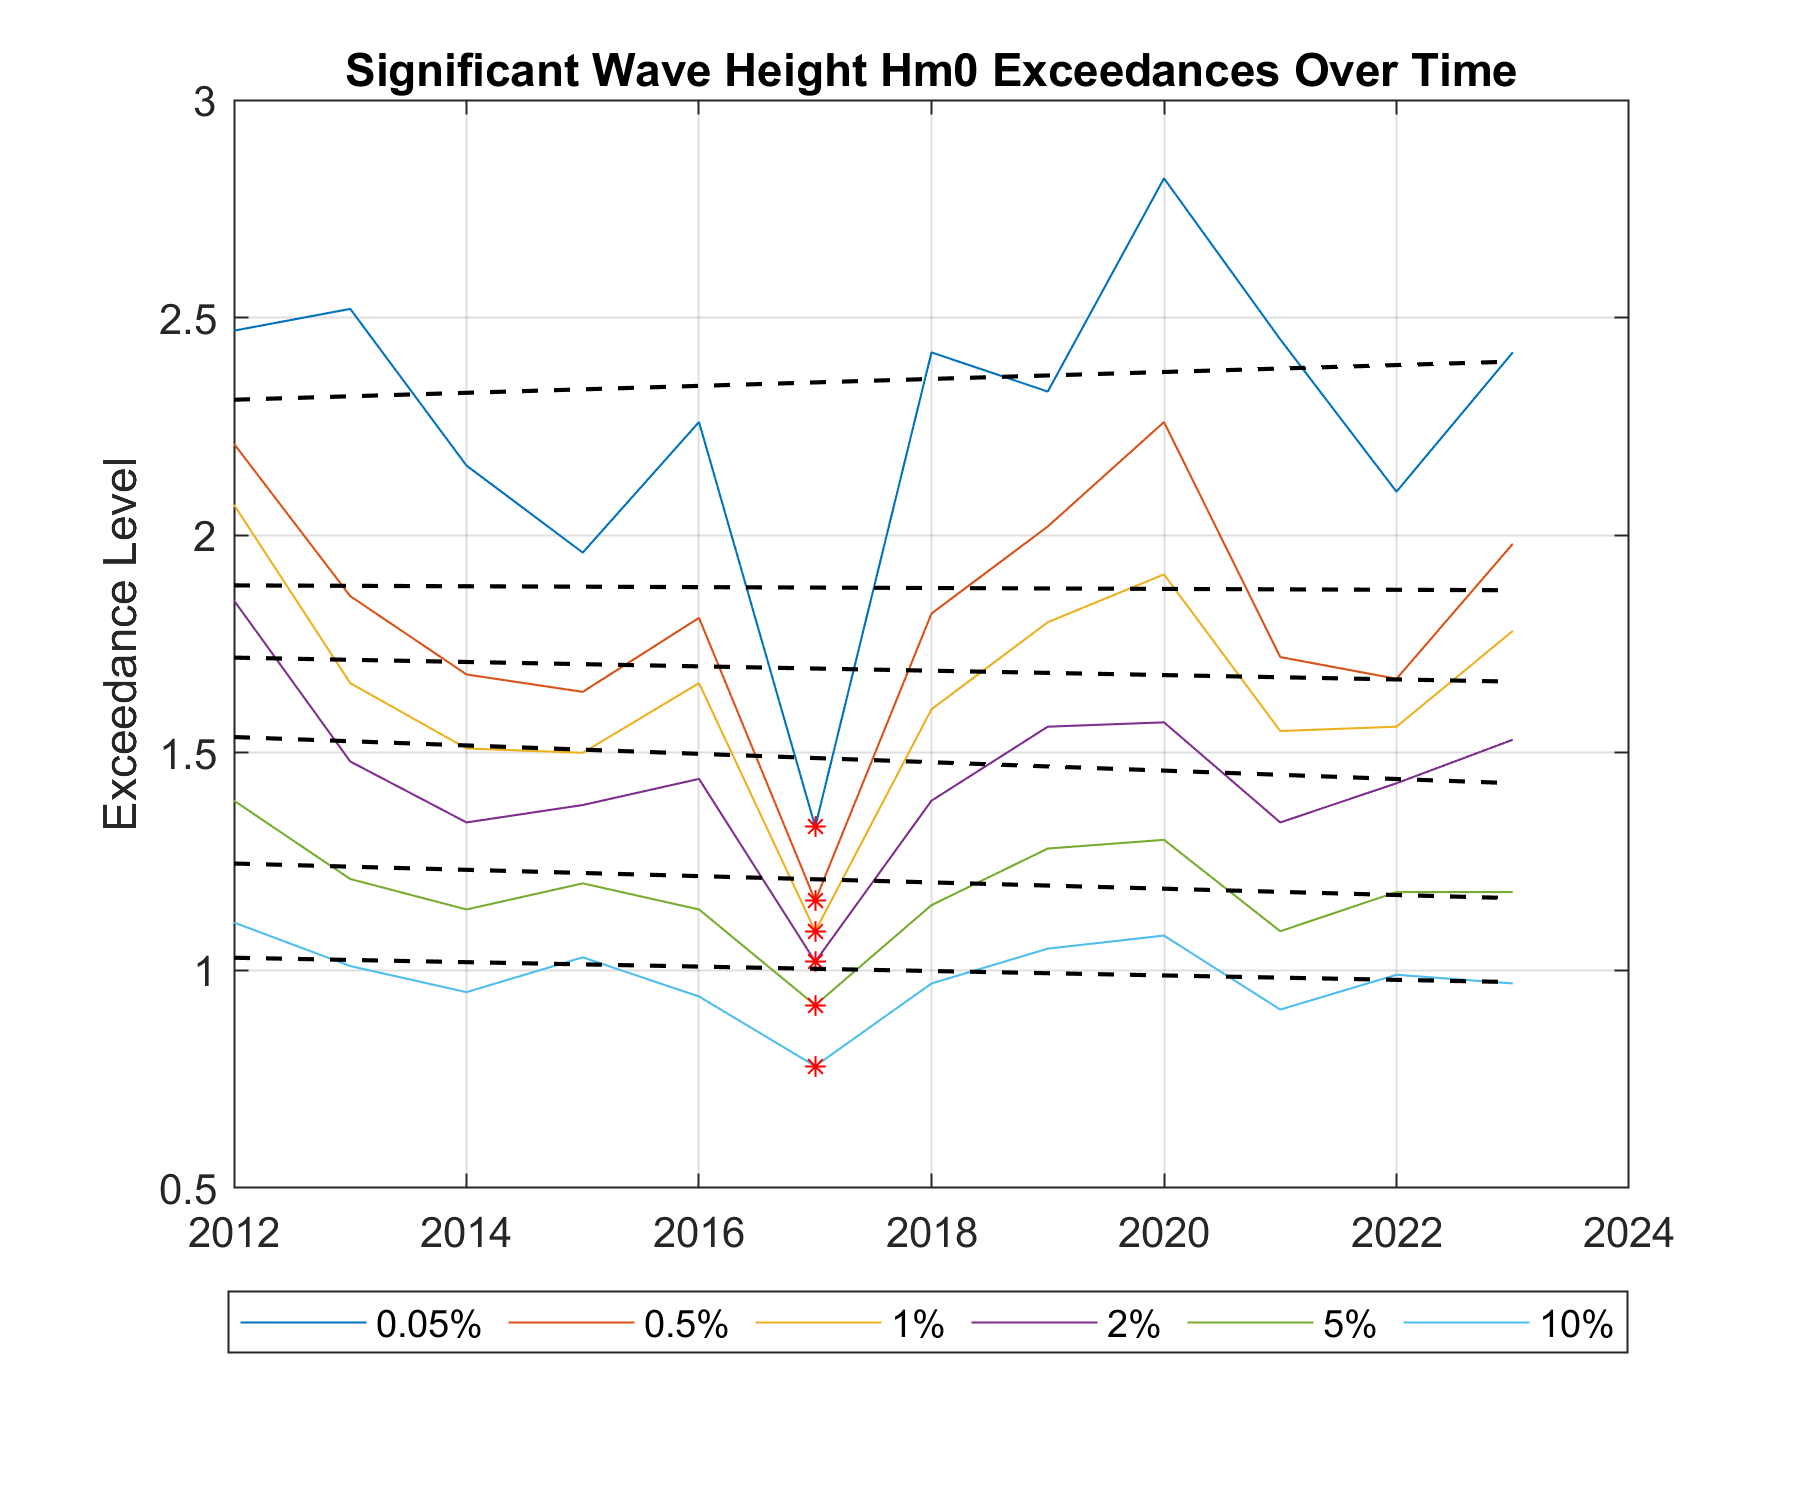 Significant Wave Height Hm0 Exceedances Over Time
Exceedance Level
3
2.5
2
1.5
1
0.5
2012 2014 2016 2018 2020 2022 2024
0.05% 0.5% 1% 2% 5% 10%